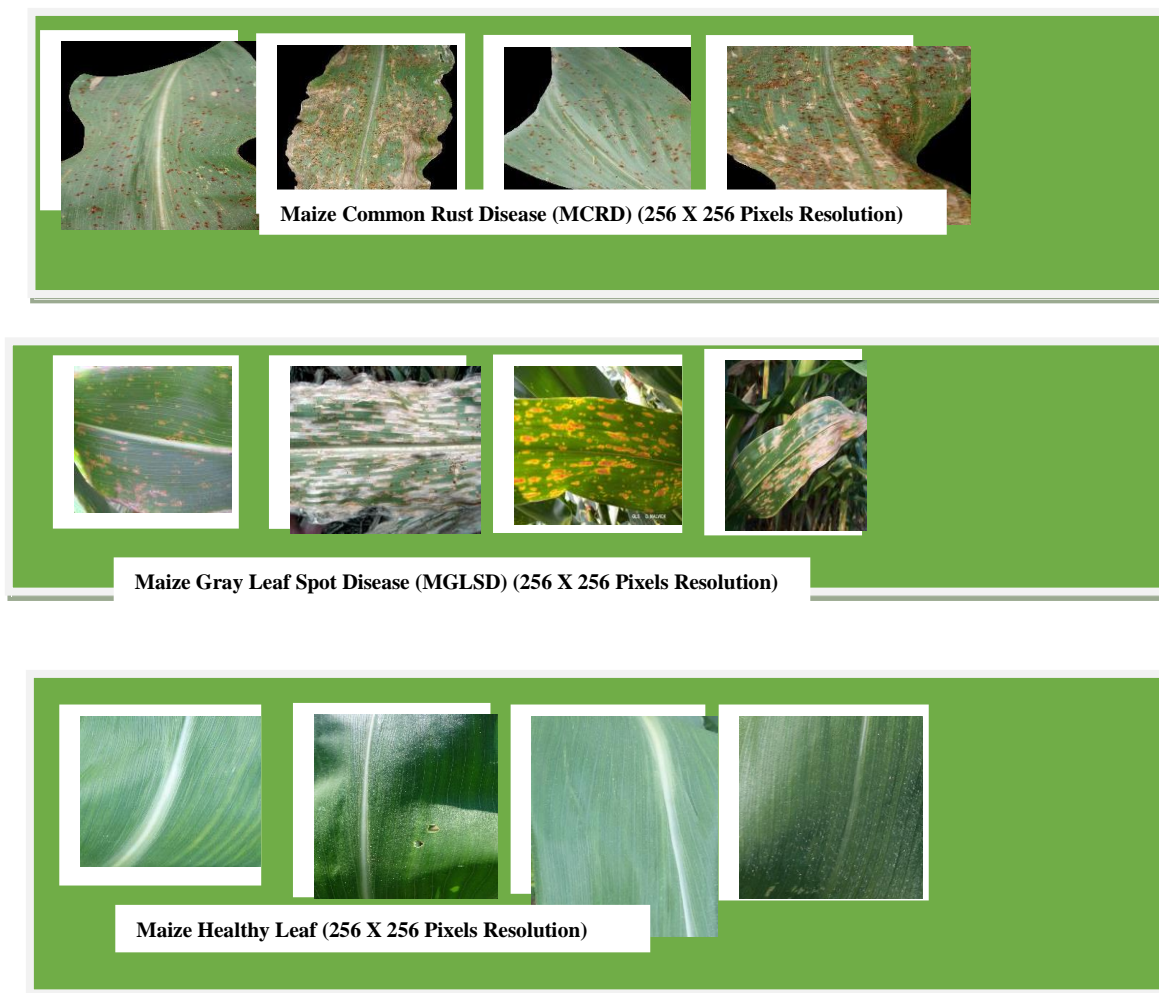 Maize Common Rust Disease (MCRD) (256 X 256 Pixels Resolution)
Maize Gray Leaf Spot Disease (MGLSD) (256 X 256 Pixels Resolution)
Maize Healthy Leaf (256 X 256 Pixels Resolution)